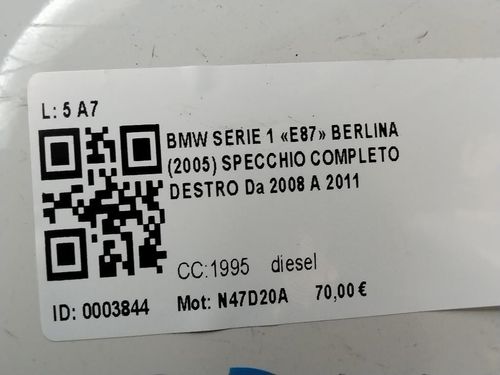 L: 5 A7
BMW SERIE 1 «E87» BERLINA
(2005) SPECCHIO COMPLETO
DESTRO Da 2008 A 2011
CC:1995 diesel
ID: 0003844 Mot: N47D20A 70,00 €